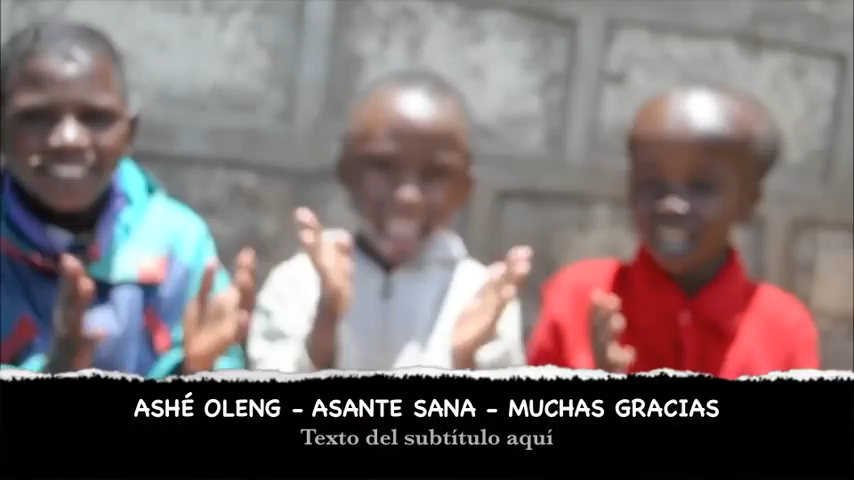 ASHÉ OLENG - ASANTE SANA - MUCHAS GRACIAS
Texto del subtítulo aquí